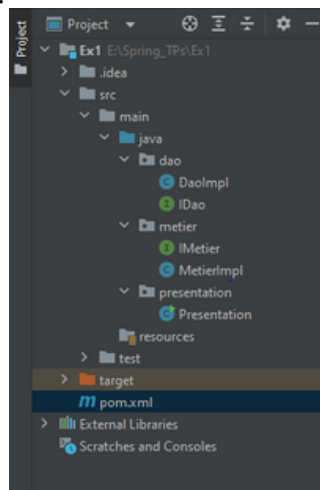 Project
Project
Ex1 E:\Spring_TPs\Ex1
.idea
src
main
java
dao
DaoImpl
IDao
metier
IMetier
MetierImpl
presentation
Presentation
resources
test
target
m pom.xml
External Libraries
Scratches and Consoles